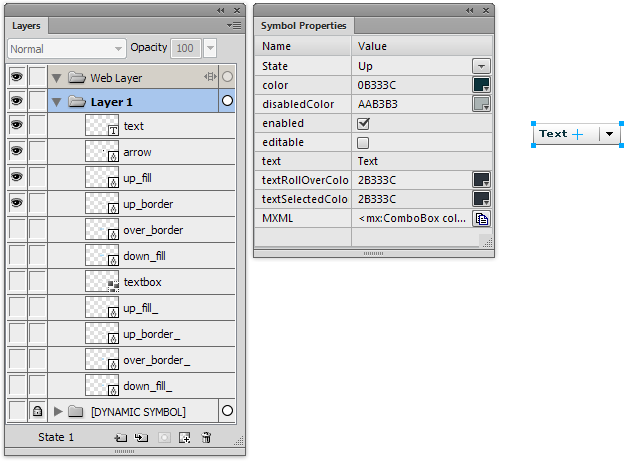 Layers
Normal Opacity 100
Web Layer
Layer 1
text
arrow
up_fill
up_border
over_border
down_fill
textbox
up_fill_
up_border_
over_border_
down_fill_
[DYNAMIC SYMBOL]
State 1
Symbol Properties
Name Value
State Up
color 0B333C
disabledColor AAB3B3
enabled
editable
text Text
textRollOverColo 2B333C
textSelectedColo 2B333C
MXML <mx:ComboBox col...
Text